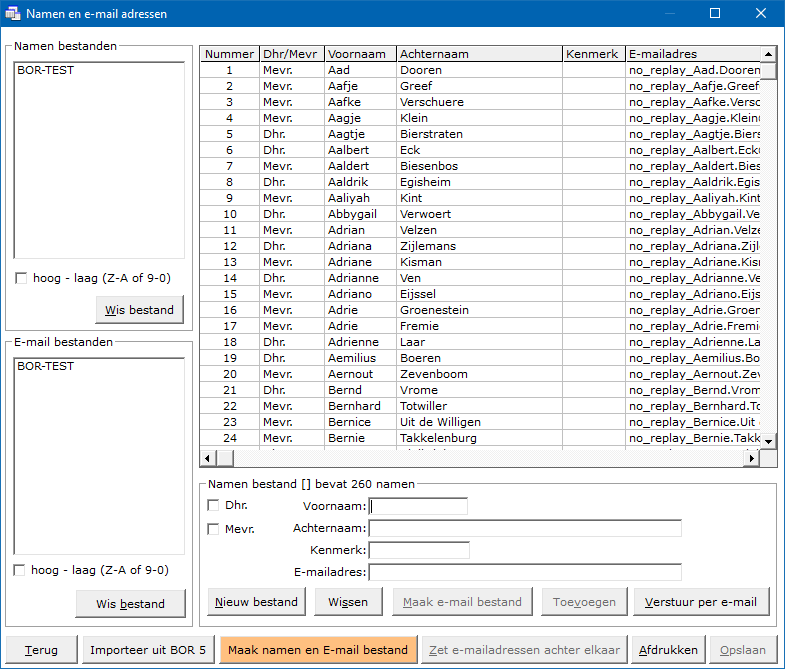 Namen en e-mail adressen
Namen bestanden
BOR-TEST
hoog - laag (Z-A of 9-0)
Wis bestand
E-mail bestanden
BOR-TEST
hoog - laag (Z-A of 9-0)
Wis bestand
Nummer Dhr/Mevr Voornaam Achternaam Kenmerk E-mailadres
1 Mevr. Aad Dooren no_replay_Aad.Dooren
2 Mevr. Aafje Greef no_replay_Aafje.Greef
3 Mevr. Aafke Verschuere no_replay_Aafke.Versc
4 Mevr. Aagje Klein no_replay_Aagje.Klein
5 Dhr. Aagtje Bierstraten no_replay_Aagtje.Biers
6 Dhr. Aalbert Eck no_replay_Aalbert.Eck
7 Mevr. Aaldert Biesenbos no_replay_Aaldert.Bies
8 Dhr. Aaldrik Egisheim no_replay_Aaldrik.Egis
9 Mevr. Aaliyah Kint no_replay_Aaliyah.Kint
10 Dhr. Abbygail Verwoert no_replay_Abbygail.Ve
11 Mevr. Adrian Velzen no_replay_Adrian.Velze
12 Dhr. Adriana Zijlemans no_replay_Adriana.Zijl
13 Mevr. Adriane Kisman no_replay_Adriane.Kis
14 Dhr. Adrianne Ven no_replay_Adrianne.Ve
15 Mevr. Adriano Eijssel no_replay_Adriano.Eijs
16 Mevr. Adrie Groenestein no_replay_Adrie.Groen
17 Mevr. Adrie Fremie no_replay_Adrie.Fremi
18 Dhr. Adrienne Laar no_replay_Adrienne.La
19 Dhr. Aemilius Boeren no_replay_Aemilius.Bo
20 Mevr. Aernout Zevenboom no_replay_Aernout.Zev
21 Dhr. Bernd Vrome no_replay_Bernd.Vrom
22 Mevr. Bernhard Totwiller no_replay_Bernhard.To
23 Mevr. Bernice Uit de Willigen no_replay_Bernice.Uit
24 Mevr. Bernie Takkelenburg no_replay_Bernie.Takk
Namen bestand [] bevat 260 namen
Dhr. Voornaam:
Mevr. Achternaam:
Kenmerk:
E-mailadres:
Nieuw bestand Wissen Maak e-mail bestand Toevoegen Verstuur per e-mail
Terug Importeer uit BOR 5 Maak namen en E-mail bestand Zet e-mailadressen achter elkaar Afdrukken Opslaan